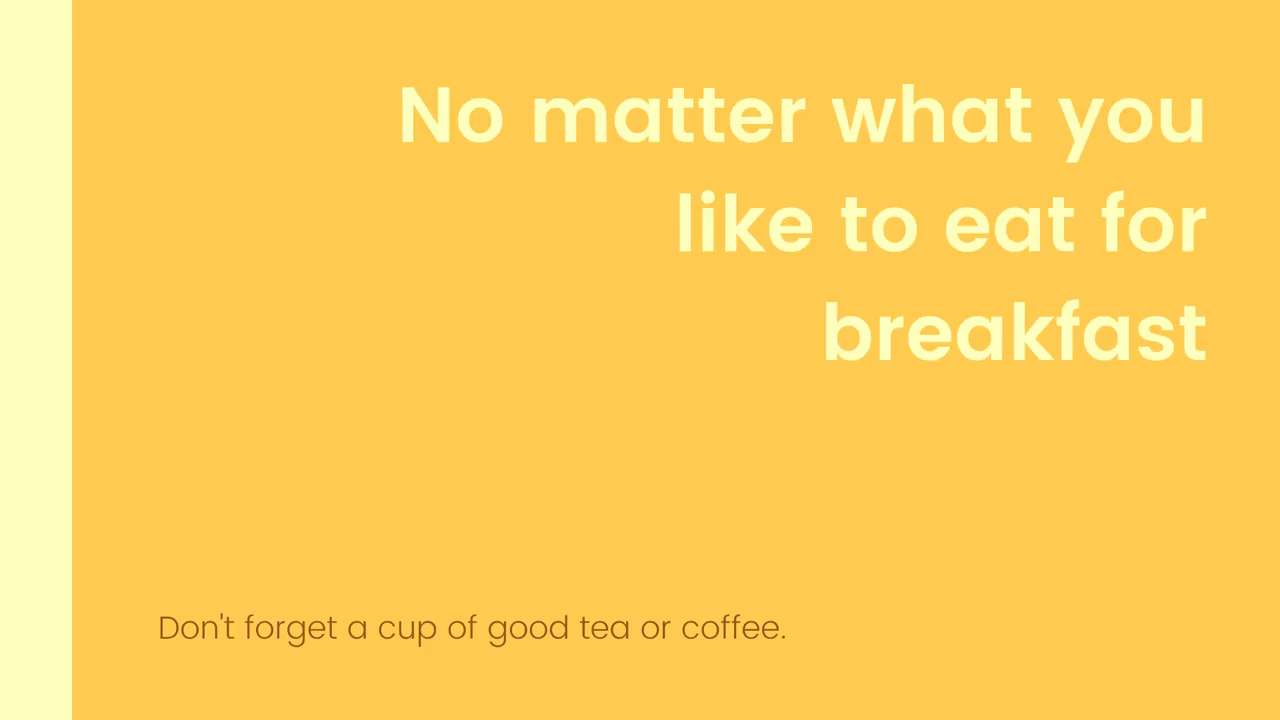 No matter what you
like to eat for
breakfast
Don't forget a cup of good tea or coffee.